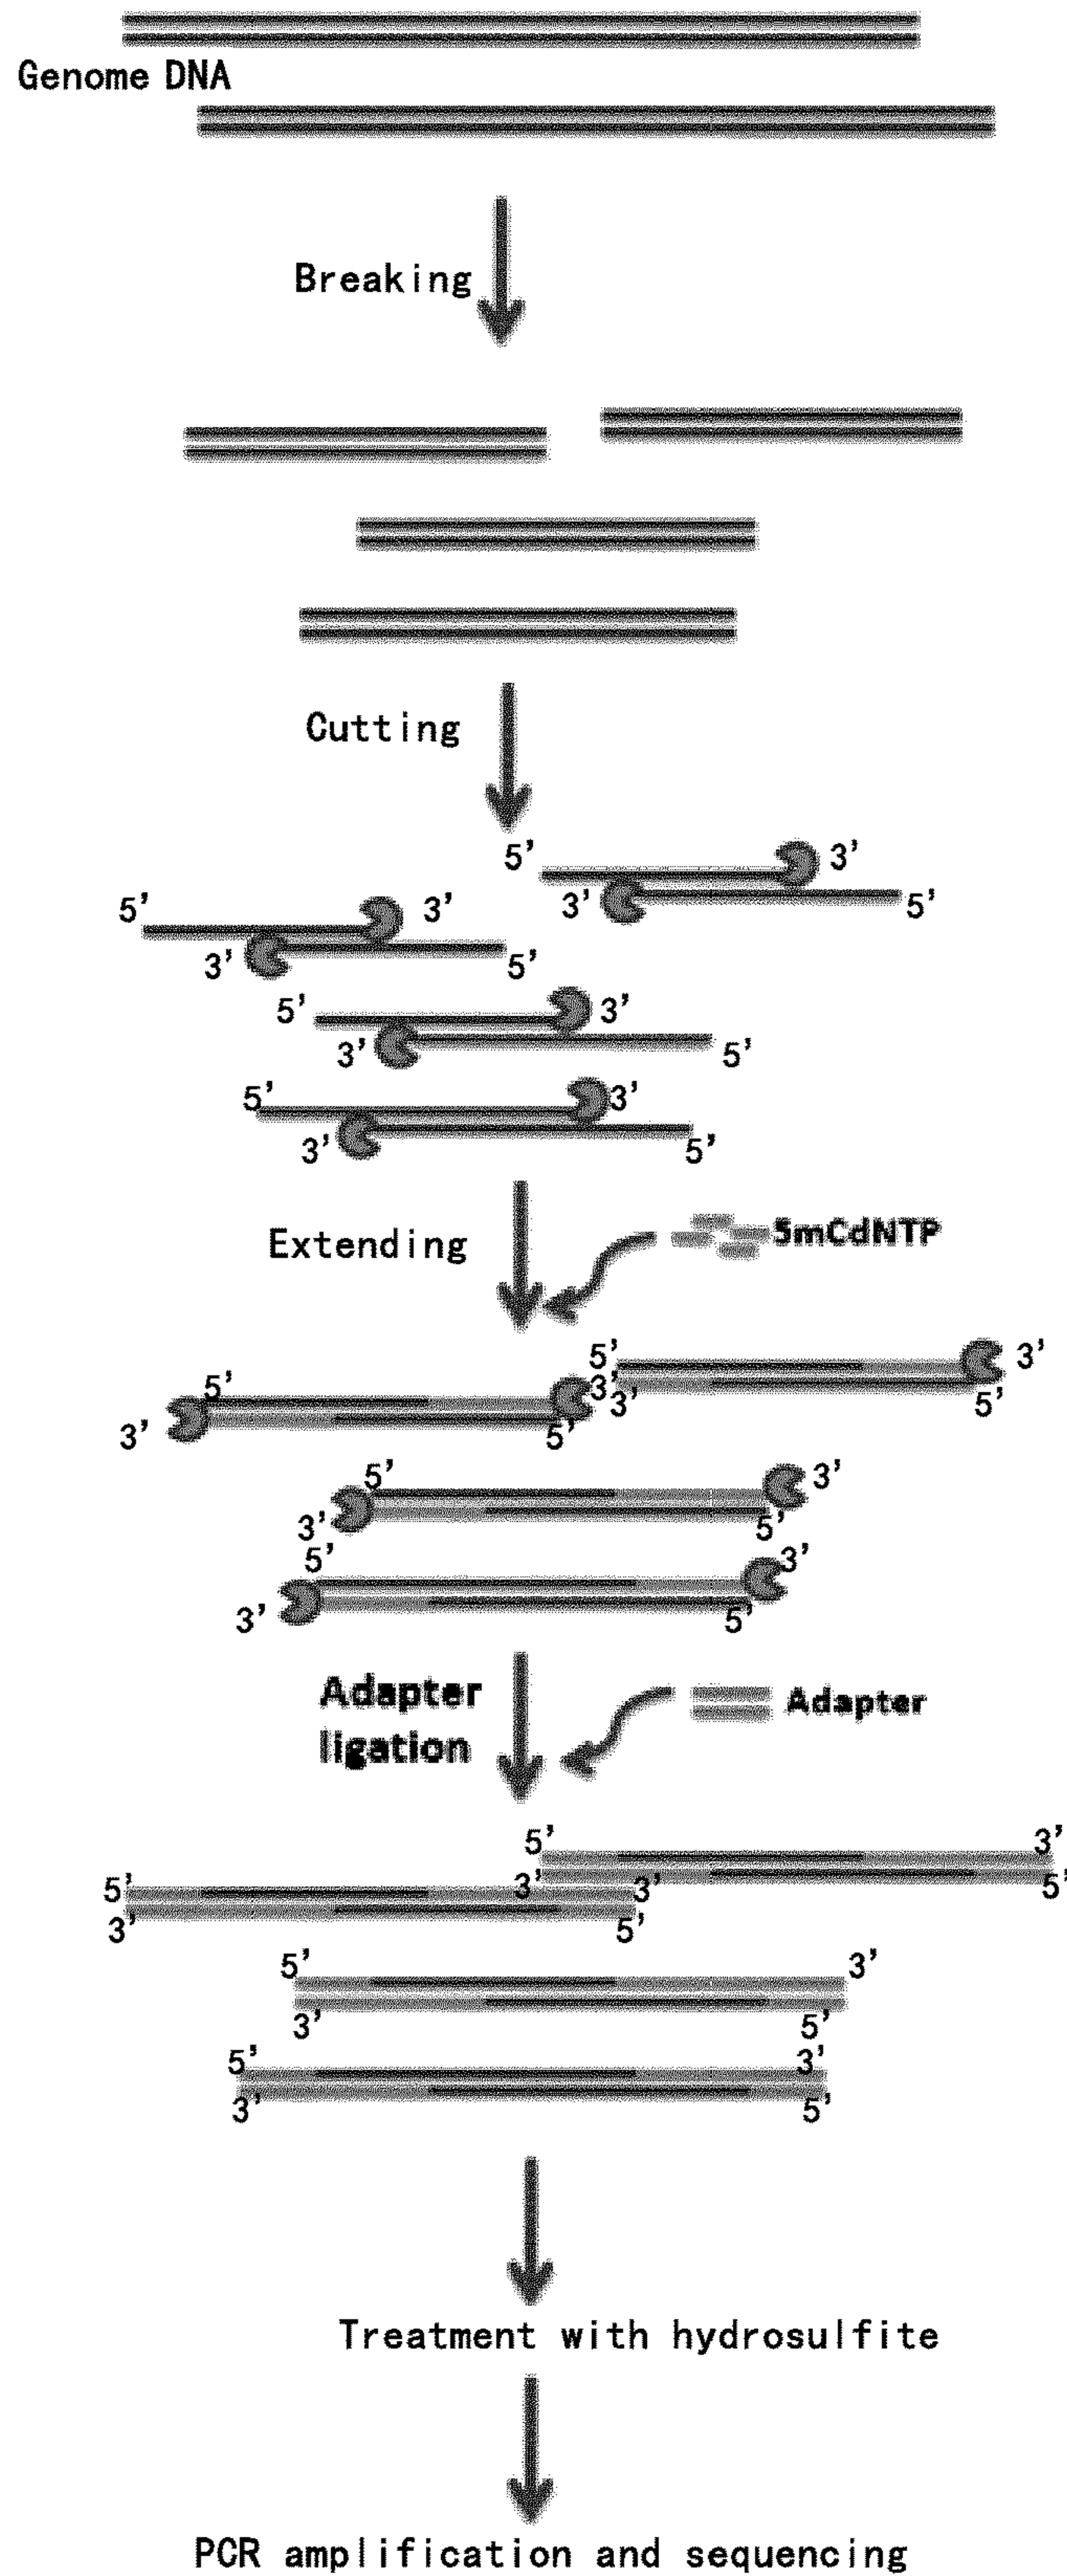 Genome DNA
Breaking
Cutting
5' 3'
5' 3' 3' 5'
3' 5'
5' 3'
3' 5'
5' 3'
3' 5'
Extending 5mCdNTP
5' 3'
5' 3' 3' 5'
3' 5'
5' 3'
3' 5'
5' 3'
3' 5'
Adapter
ligation Adapter
5' 3'
5' 3' 3' 5'
3' 5'
5' 3'
3' 5'
5' 3'
3' 5'
Treatment with hydrosulfite
PCR amplification and sequencing